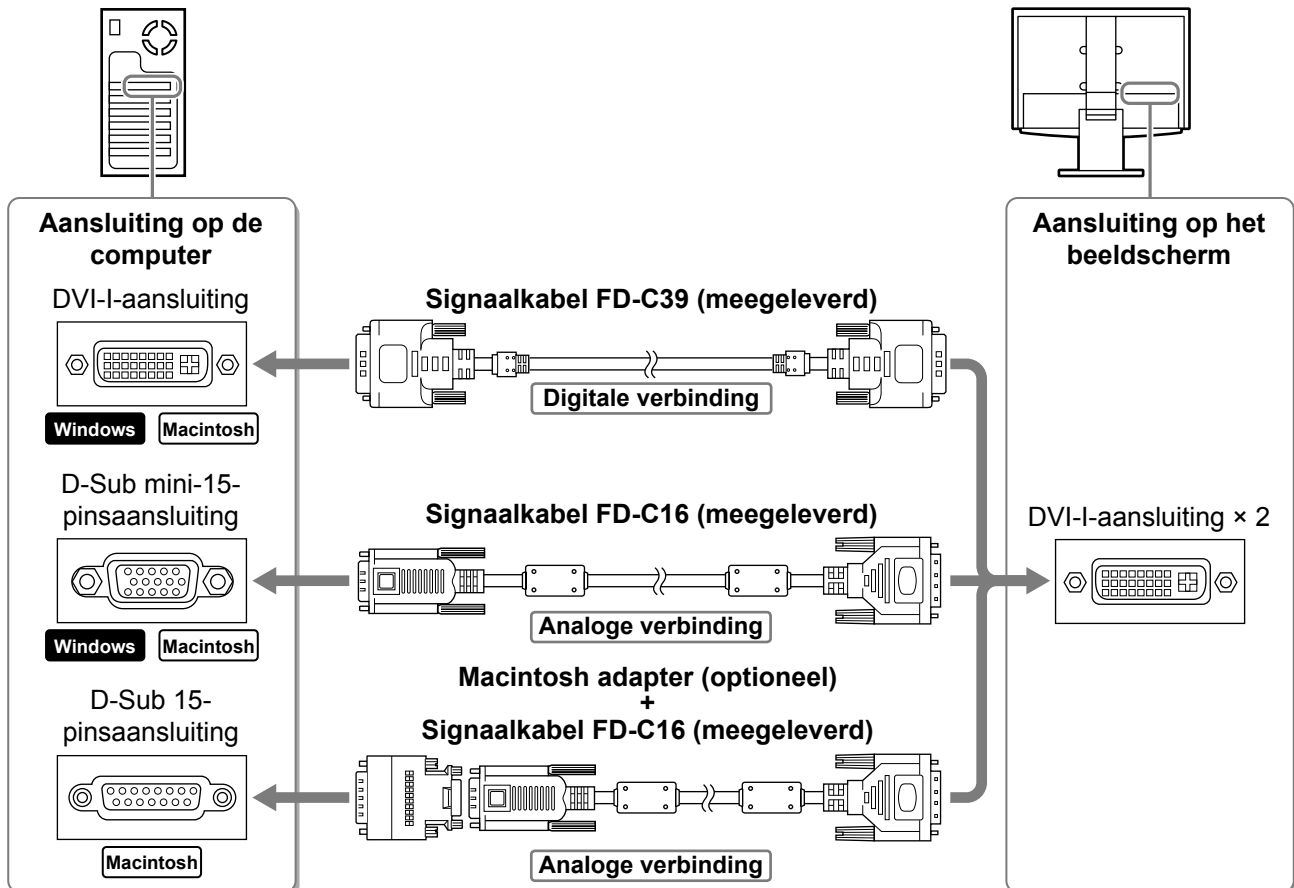 Aansluiting op de
computer
DVI-I-aansluiting
Windows Macintosh
D-Sub mini-15-
pinsaansluiting
Windows Macintosh
D-Sub 15-
pinsaansluiting
Macintosh
Signaalkabel FD-C39 (meegeleverd)
Digitale verbinding
Signaalkabel FD-C16 (meegeleverd)
Analoge verbinding
Macintosh adapter (optioneel)
+
Signaalkabel FD-C16 (meegeleverd)
Analoge verbinding
Aansluiting op het
beeldscherm
DVI-I-aansluiting × 2